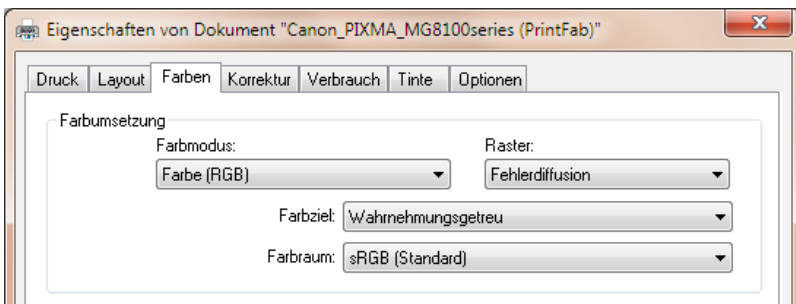 Eigenschaften von Dokument "Canon_PIXMA_MG8100series (PrintFab)"
Druck Layout Farben Korrektur Verbrauch Tinte Optionen
Farbumsetzung
Farbmodus: Raster:
Farbe (RGB) Fehlerdiffusion
Farbziel: Wahrnehmungsgetreu
Farbraum: sRGB (Standard)